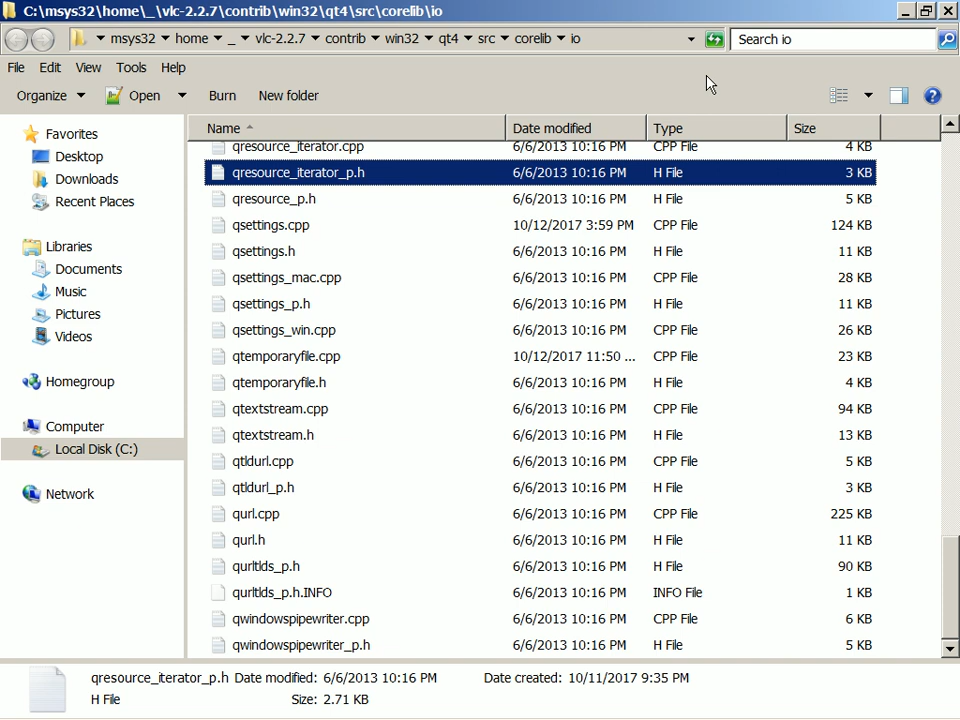 C:\msys32\home\_\vlc-2.2.7\contrib\win32\qt4\src\corelib\io
msys32 home _ vlc-2.2.7 contrib win32 qt4 src corelib io Search io
File Edit View Tools Help
Organize Open Burn New folder
Name Date modified Type Size
Favorites
Desktop
Downloads
Recent Places
Libraries
Documents
Music
Pictures
Videos
Homegroup
Computer
Local Disk (C:)
Network
qresource_iterator.cpp 6/6/2013 10:16 PM CPP File 4 KB
qresource_iterator_p.h 6/6/2013 10:16 PM H File 3 KB
qresource_p.h 6/6/2013 10:16 PM H File 5 KB
qsettings.cpp 10/12/2017 3:59 PM CPP File 124 KB
qsettings.h 6/6/2013 10:16 PM H File 11 KB
qsettings_mac.cpp 6/6/2013 10:16 PM CPP File 28 KB
qsettings_p.h 6/6/2013 10:16 PM H File 11 KB
qsettings_win.cpp 6/6/2013 10:16 PM CPP File 26 KB
qtemporaryfile.cpp 10/12/2017 11:50 ... CPP File 23 KB
qtemporaryfile.h 6/6/2013 10:16 PM H File 4 KB
qtextstream.cpp 6/6/2013 10:16 PM CPP File 94 KB
qtextstream.h 6/6/2013 10:16 PM H File 13 KB
qtldurl.cpp 6/6/2013 10:16 PM CPP File 5 KB
qtldurl_p.h 6/6/2013 10:16 PM H File 3 KB
qurl.cpp 6/6/2013 10:16 PM CPP File 225 KB
qurl.h 6/6/2013 10:16 PM H File 11 KB
qurltlds_p.h 6/6/2013 10:16 PM H File 90 KB
qurltlds_p.h.INFO 6/6/2013 10:16 PM INFO File 1 KB
qwindowspipewriter.cpp 6/6/2013 10:16 PM CPP File 6 KB
qwindowspipewriter_p.h 6/6/2013 10:16 PM H File 5 KB
qresource_iterator_p.h Date modified: 6/6/2013 10:16 PM Date created: 10/11/2017 9:35 PM
H File Size: 2.71 KB